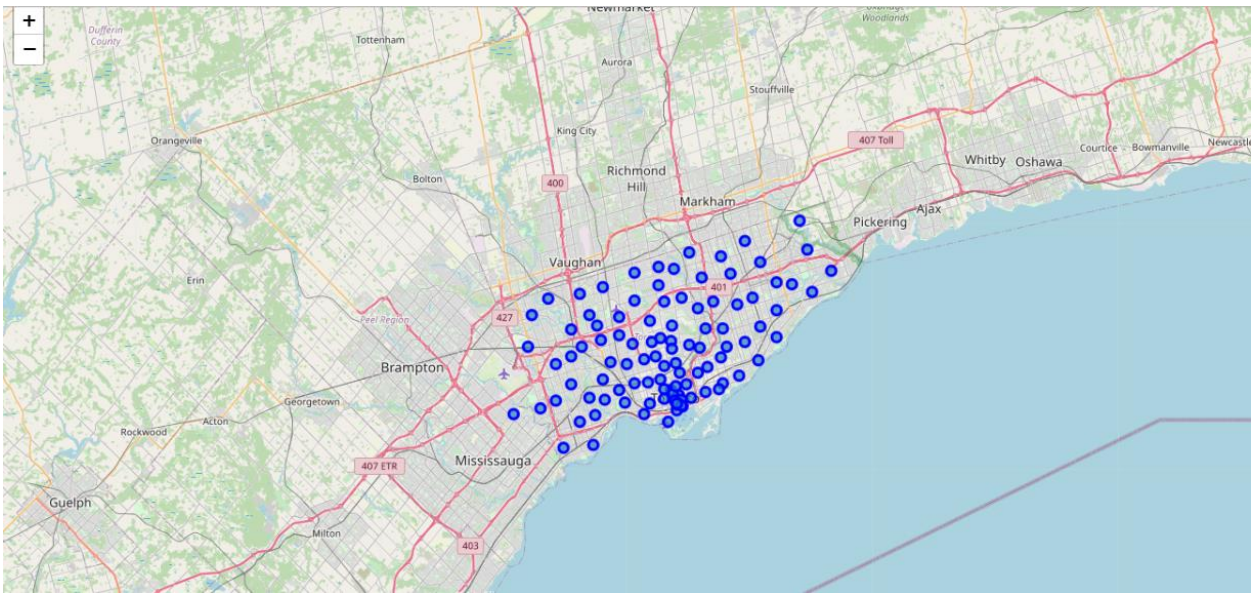 +
−
Dufferin
County
Tottenham
Newmarket
Aurora
Stouffville
Woodlands
Orangeville
King City
407 Toll
Whitby
Oshawa
Courtice
Bowmanville
Newcastle
Bolton
400
Richmond
Hill
Markham
Ajax
Pickering
Vaughan
Erin
401
427
Peel Region
Brampton
Georgetown
Acton
Rockwood
Mississauga
407 ETR
Guelph
Milton
403